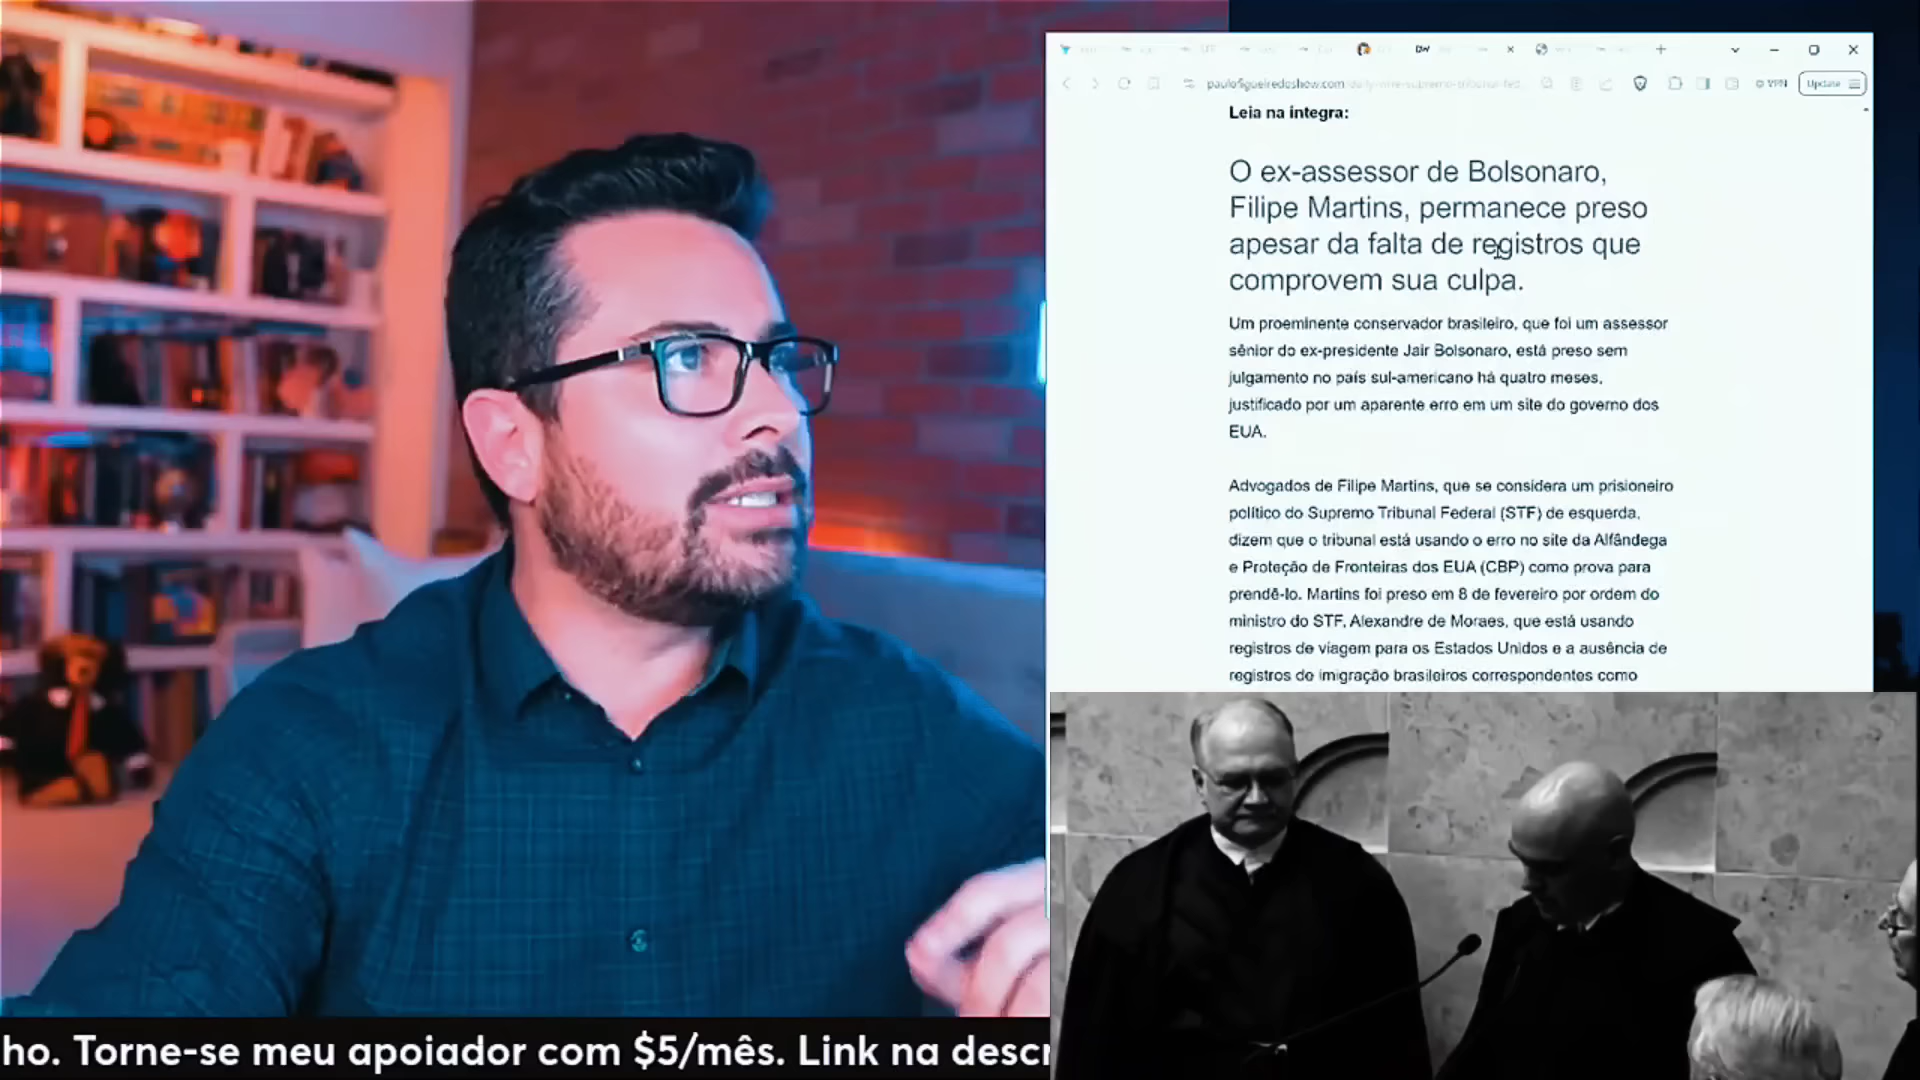 paulofigueiredoshow.com
Update
Leia na íntegra:
O ex-assessor de Bolsonaro,
Filipe Martins, permanece preso
apesar da falta de registros que
comprovem sua culpa.
Um proeminente conservador brasileiro, que foi um assessor
sênior do ex-presidente Jair Bolsonaro, está preso sem
julgamento no país sul-americano há quatro meses,
justificado por um aparente erro em um site do governo dos
EUA.
Advogados de Filipe Martins, que se considera um prisioneiro
político do Supremo Tribunal Federal (STF) de esquerda,
dizem que o tribunal está usando o erro no site da Alfândega
e Proteção de Fronteiras dos EUA (CBP) como prova para
prendê-lo. Martins foi preso em 8 de fevereiro por ordem do
ministro do STF, Alexandre de Moraes, que está usando
registros de viagem para os Estados Unidos e a ausência de
registros de imigração brasileiros correspondentes como
ho. Torne-se meu apoiador com $5/mês. Link na descr